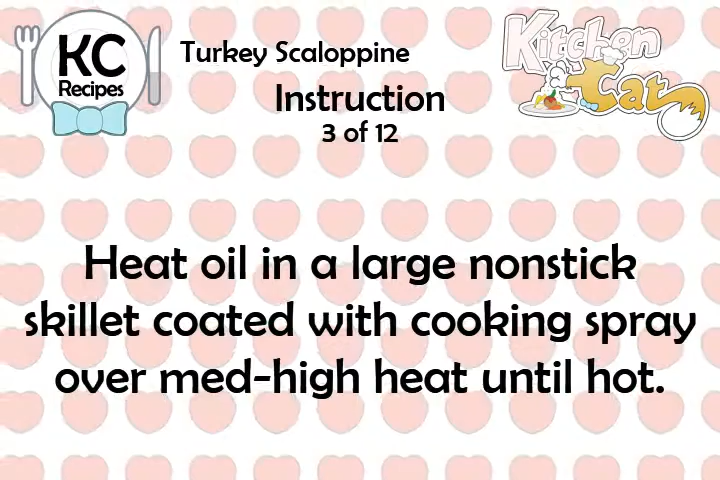 KC
Recipes
Turkey Scaloppine
Kitchen
Cat
Instruction
3 of 12
Heat oil in a large nonstick
skillet coated with cooking spray
over med-high heat until hot.